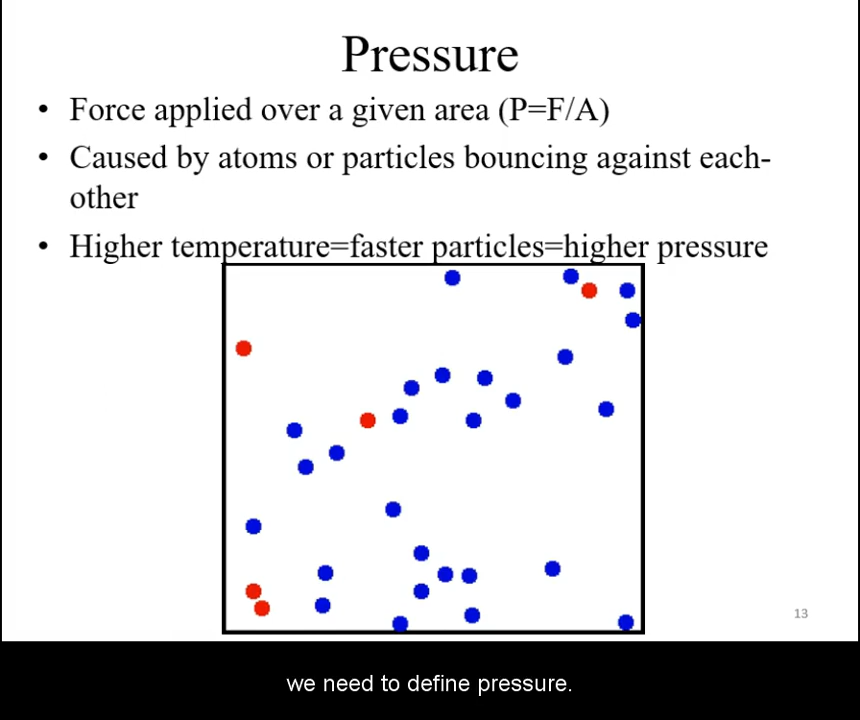 Pressure
• Force applied over a given area (P=F/A)
• Caused by atoms or particles bouncing against each-
other
• Higher temperature=faster particles=higher pressure
13
we need to define pressure.